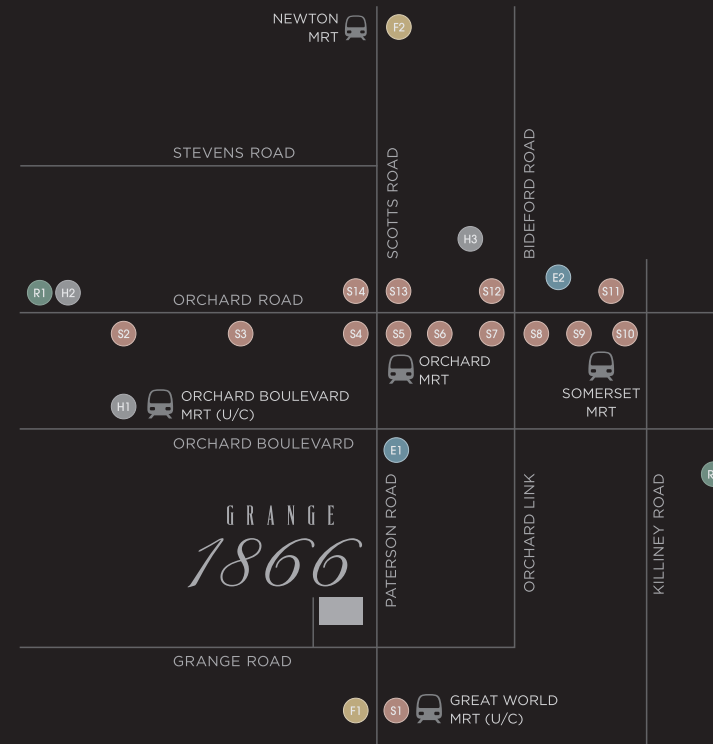 NEWTON
MRT
F2
STEVENS ROAD
SCOTTS ROAD
BIDEFORD ROAD
H3
E2
R1
H2
S14
S13
S12
S11
ORCHARD ROAD
S2
S3
S4
S5
S6
S7
S8
S9
S10
ORCHARD
MRT
SOMERSET
MRT
H1
ORCHARD BOULEVARD
MRT (U/C)
ORCHARD BOULEVARD
E1
R
PATERSON ROAD
ORCHARD LINK
KILLINEY ROAD
GRANGE
1866
GRANGE ROAD
F1
S1
GREAT WORLD
MRT (U/C)